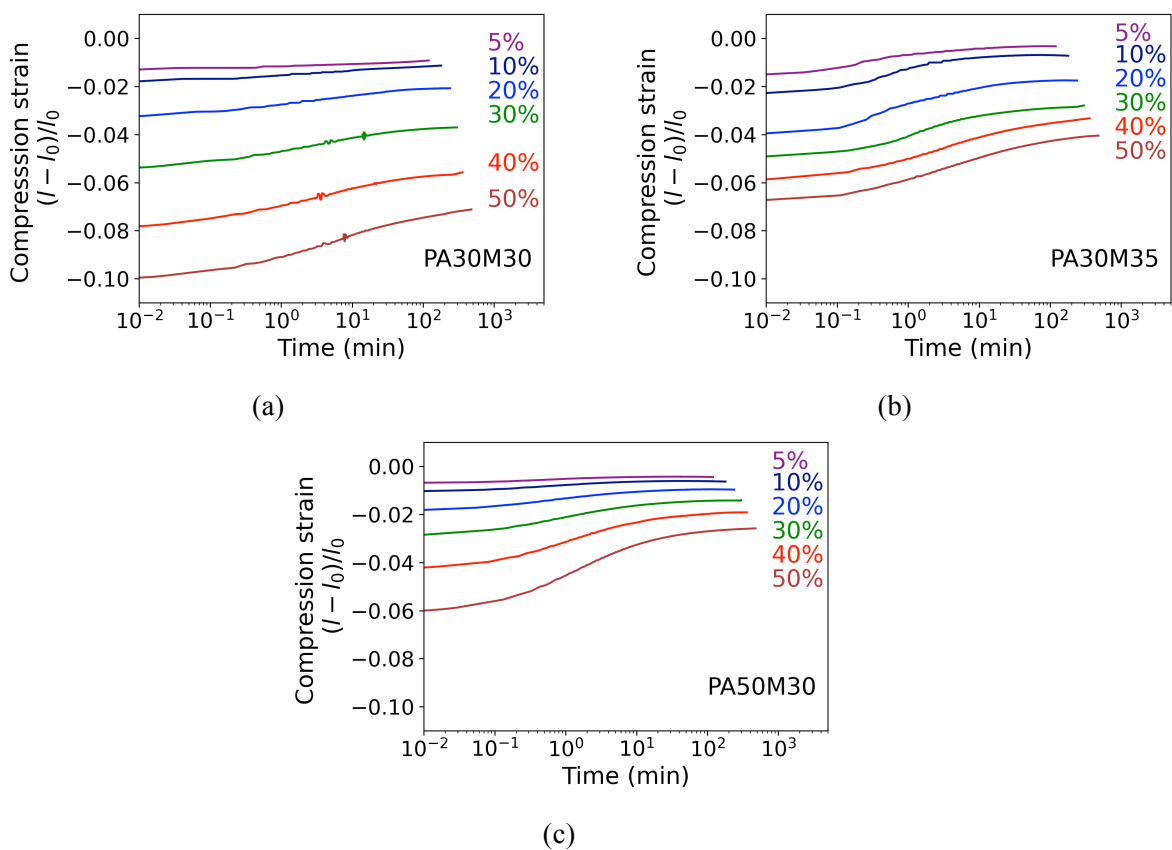 Compresssion strain
(l − l₀)/l₀
0.00
−0.02
−0.04
−0.06
−0.08
−0.10
5%
10%
20%
30%
40%
50%
PA30M30
10⁻² 10⁻¹ 10⁰ 10¹ 10² 10³
Time (min)
(a)
Compression strain
(l − l₀)/l₀
0.00
−0.02
−0.04
−0.06
−0.08
−0.10
5%
10%
20%
30%
40%
50%
PA30M35
10⁻² 10⁻¹ 10⁰ 10¹ 10² 10³
Time (min)
(b)
Compression strain
(l − l₀)/l₀
0.00
−0.02
−0.04
−0.06
−0.08
−0.10
5%
10%
20%
30%
40%
50%
PA50M30
10⁻² 10⁻¹ 10⁰ 10¹ 10² 10³
Time (min)
(c)